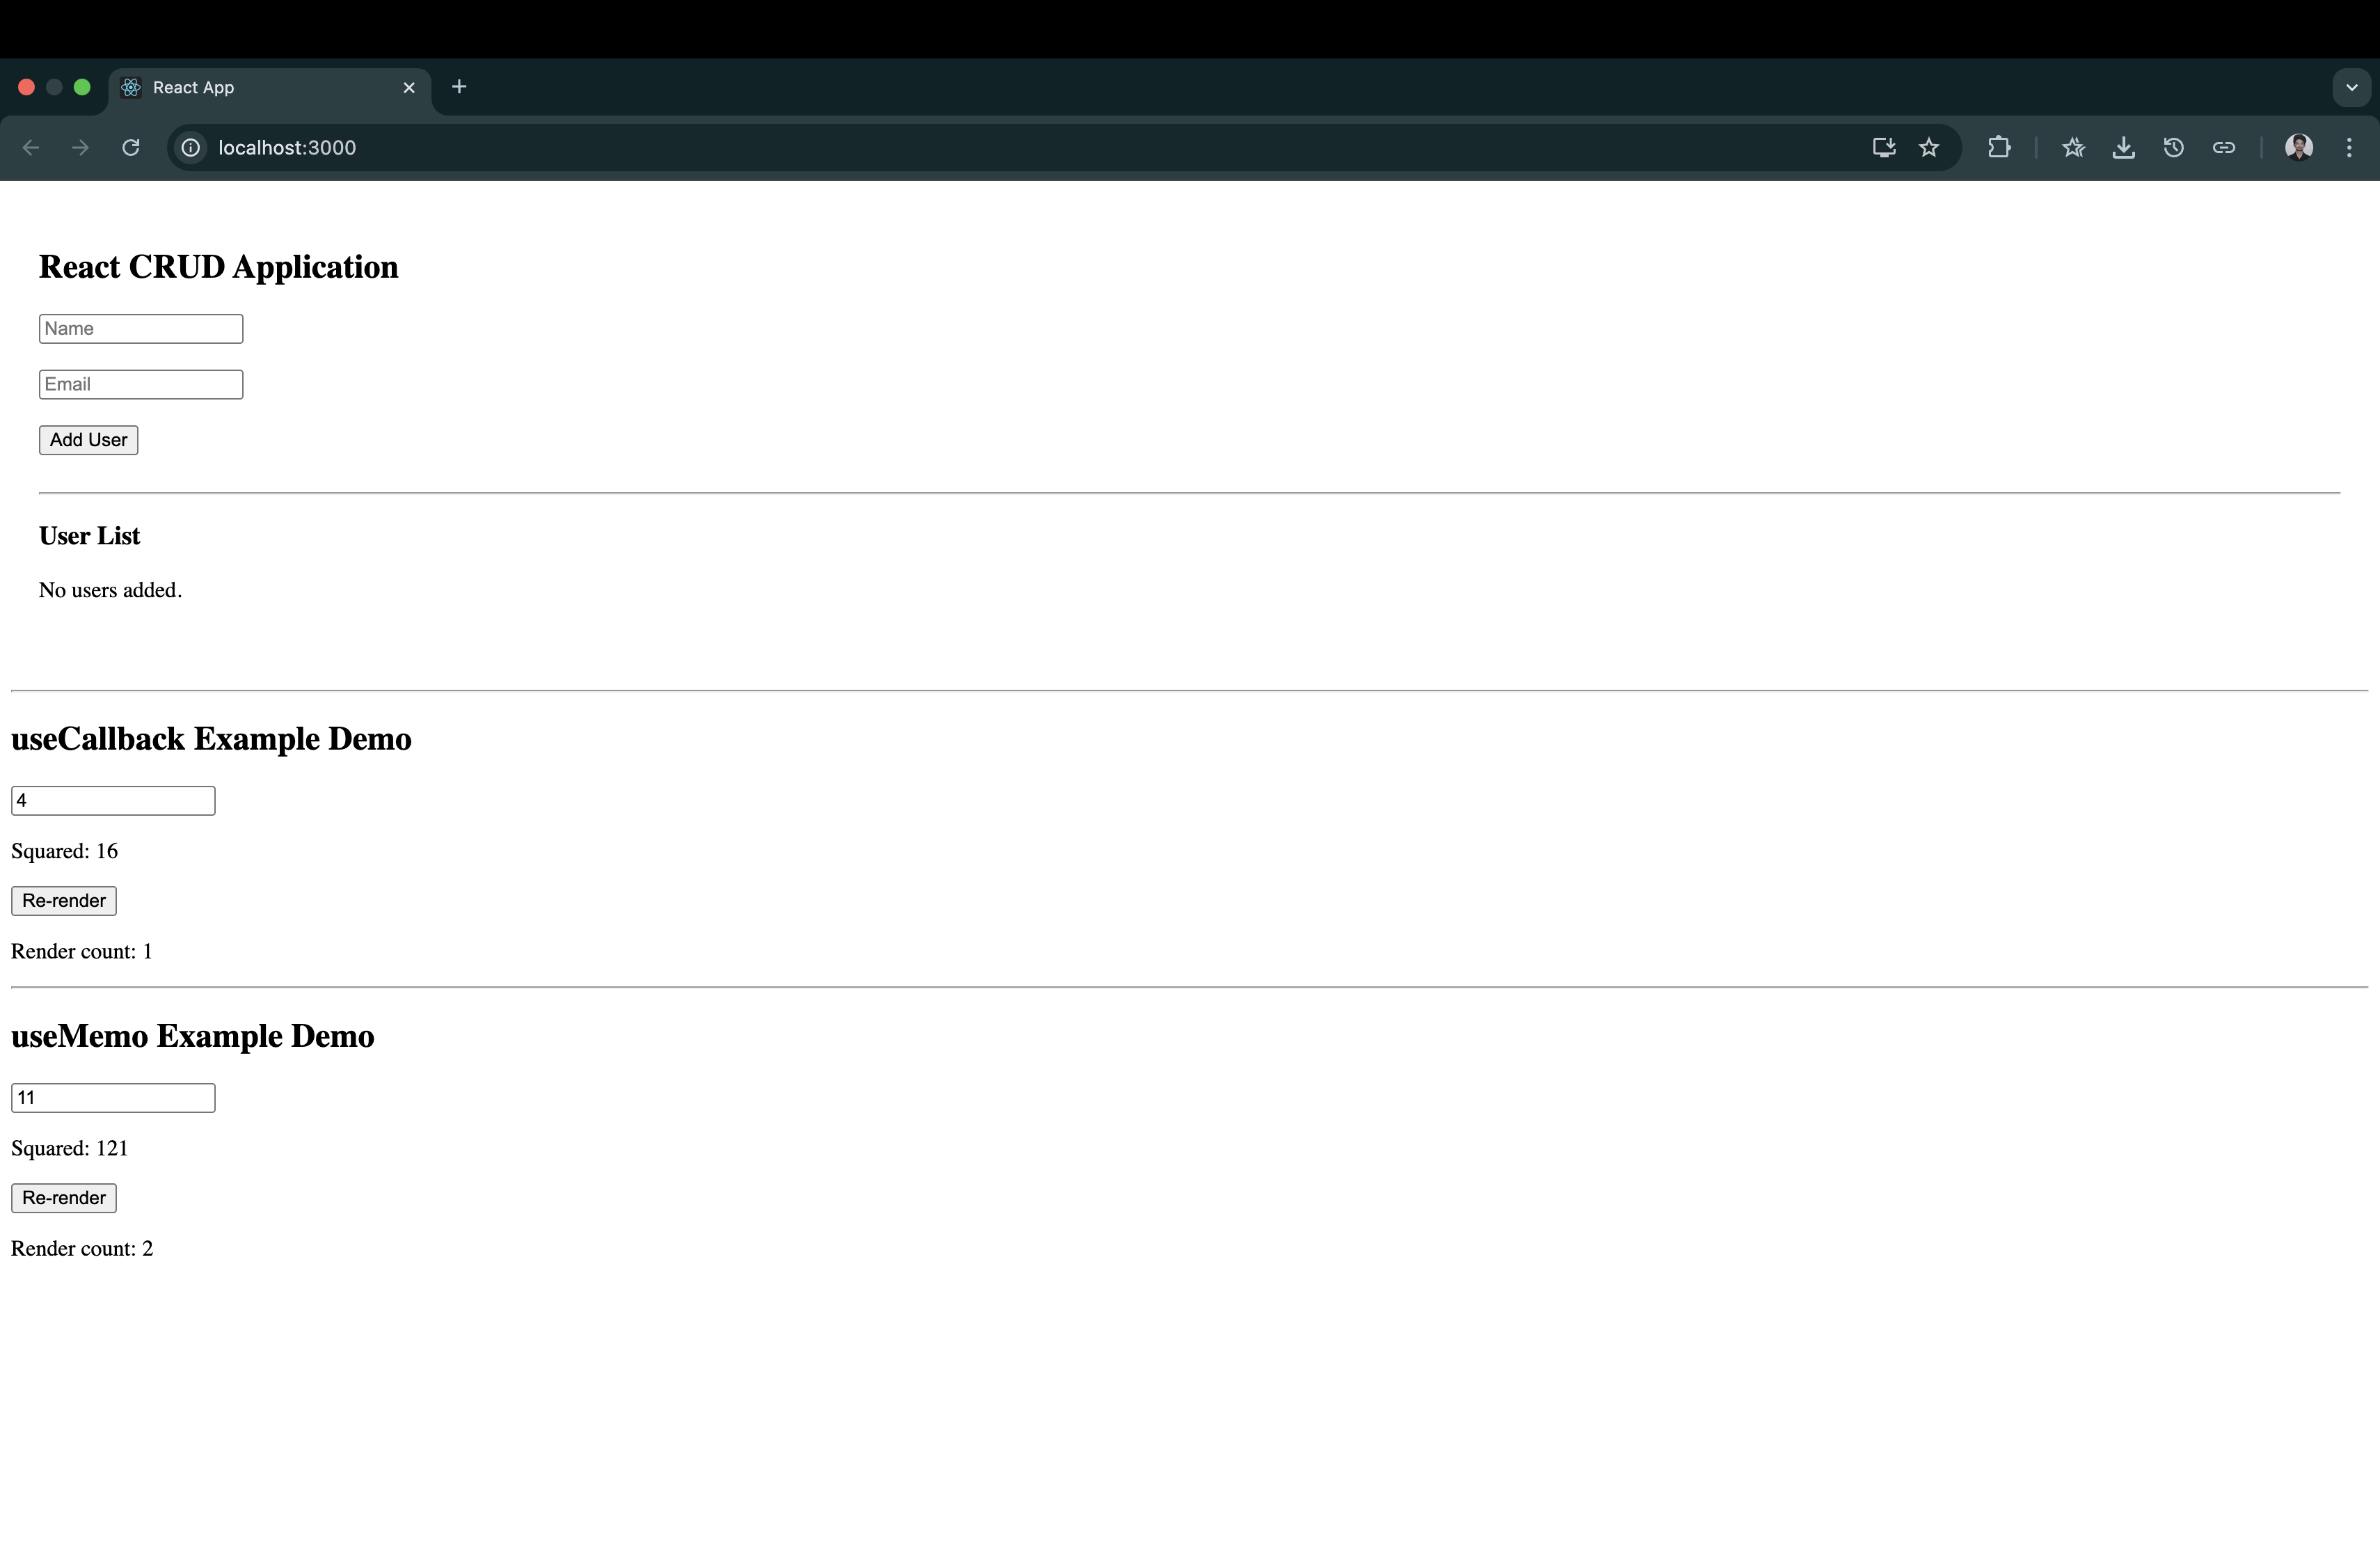 React App
localhost:3000
React CRUD Application
Name
Email
Add User
User List
No users added.
useCallback Example Demo
4
Squared: 16
Re-render
Render count: 1
useMemo Example Demo
11
Squared: 121
Re-render
Render count: 2